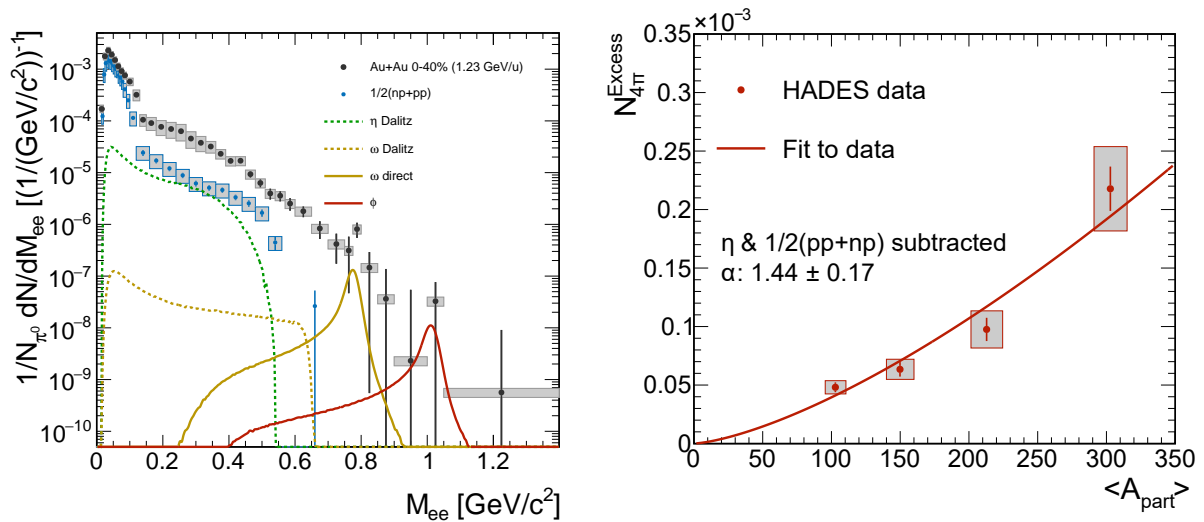 1/N_π⁰ dN/dM_ee [(1/(GeV/c²))⁻¹]
10⁻³
10⁻⁴
10⁻⁵
10⁻⁶
10⁻⁷
10⁻⁸
10⁻⁹
10⁻¹⁰
Au+Au 0-40% (1.23 GeV/u)
1/2(np+pp)
η Dalitz
ω Dalitz
ω direct
ϕ
0 0.2 0.4 0.6 0.8 1 1.2
M_ee [GeV/c²]
×10⁻³
N_4π^Excess
0.35
0.3
0.25
0.2
0.15
0.1
0.05
0
HADES data
Fit to data
η & 1/2(pp+np) subtracted
α: 1.44 ± 0.17
0 50 100 150 200 250 300 350
<A_part>